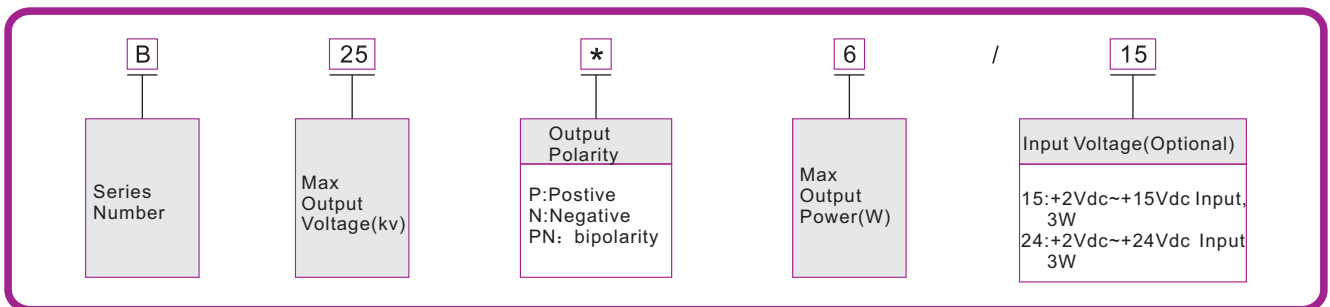 B 25 * 6 / 15
Series
Number
Max
Output
Voltage(kv)
Output
Polarity
P:Postive
N:Negative
PN：bipolarity
Max
Output
Power(W)
Input Voltage(Optional)
15:+2Vdc~+15Vdc Input,
3W
24:+2Vdc~+24Vdc Input
3W